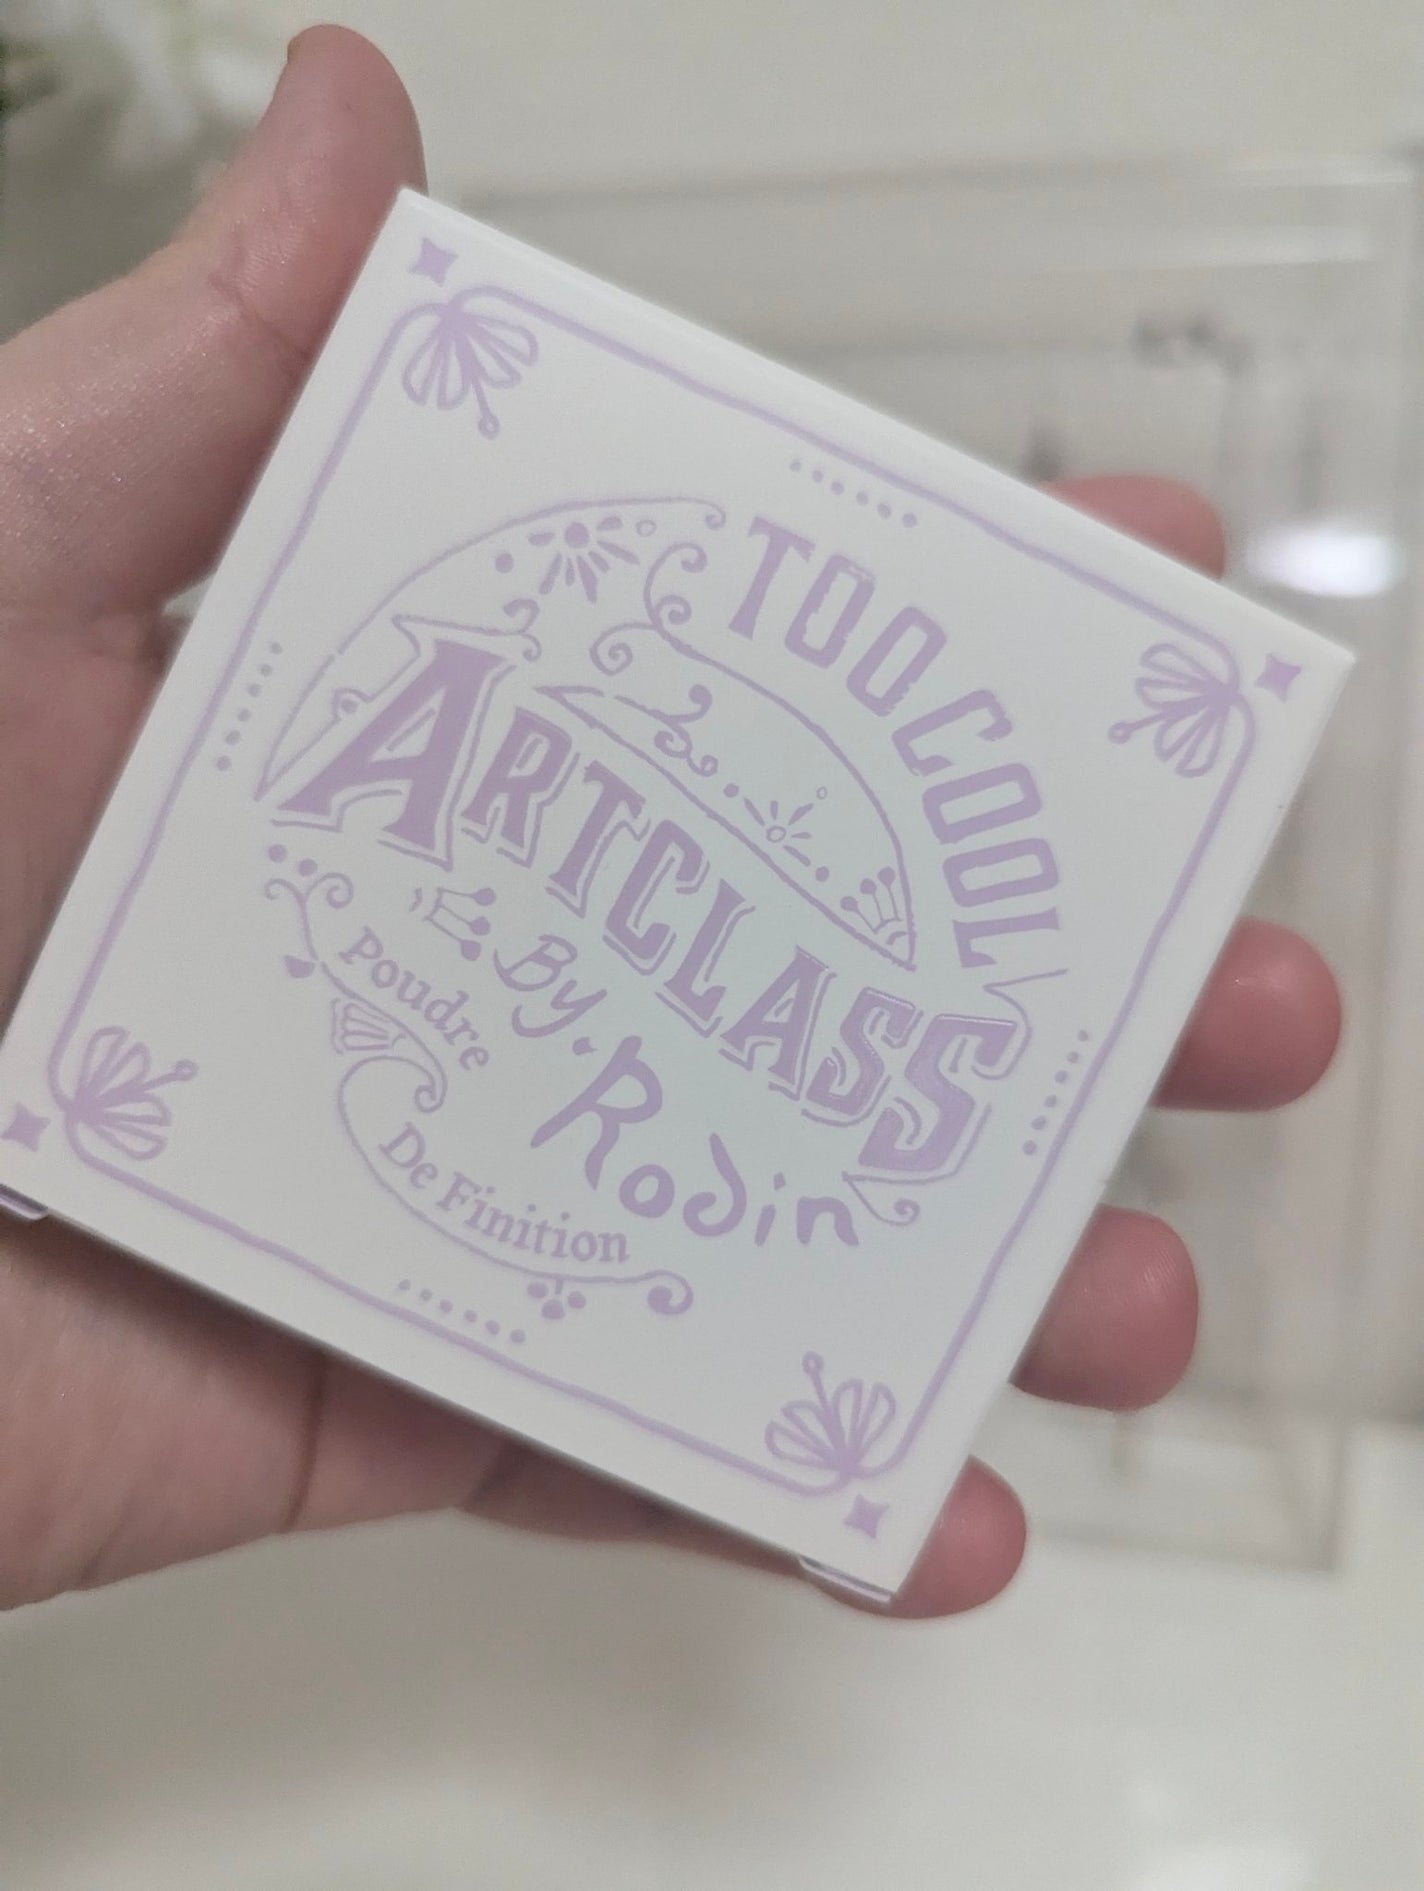 TOO COOL
ARTCLASS
By. Rodin
Poudre
De Finition